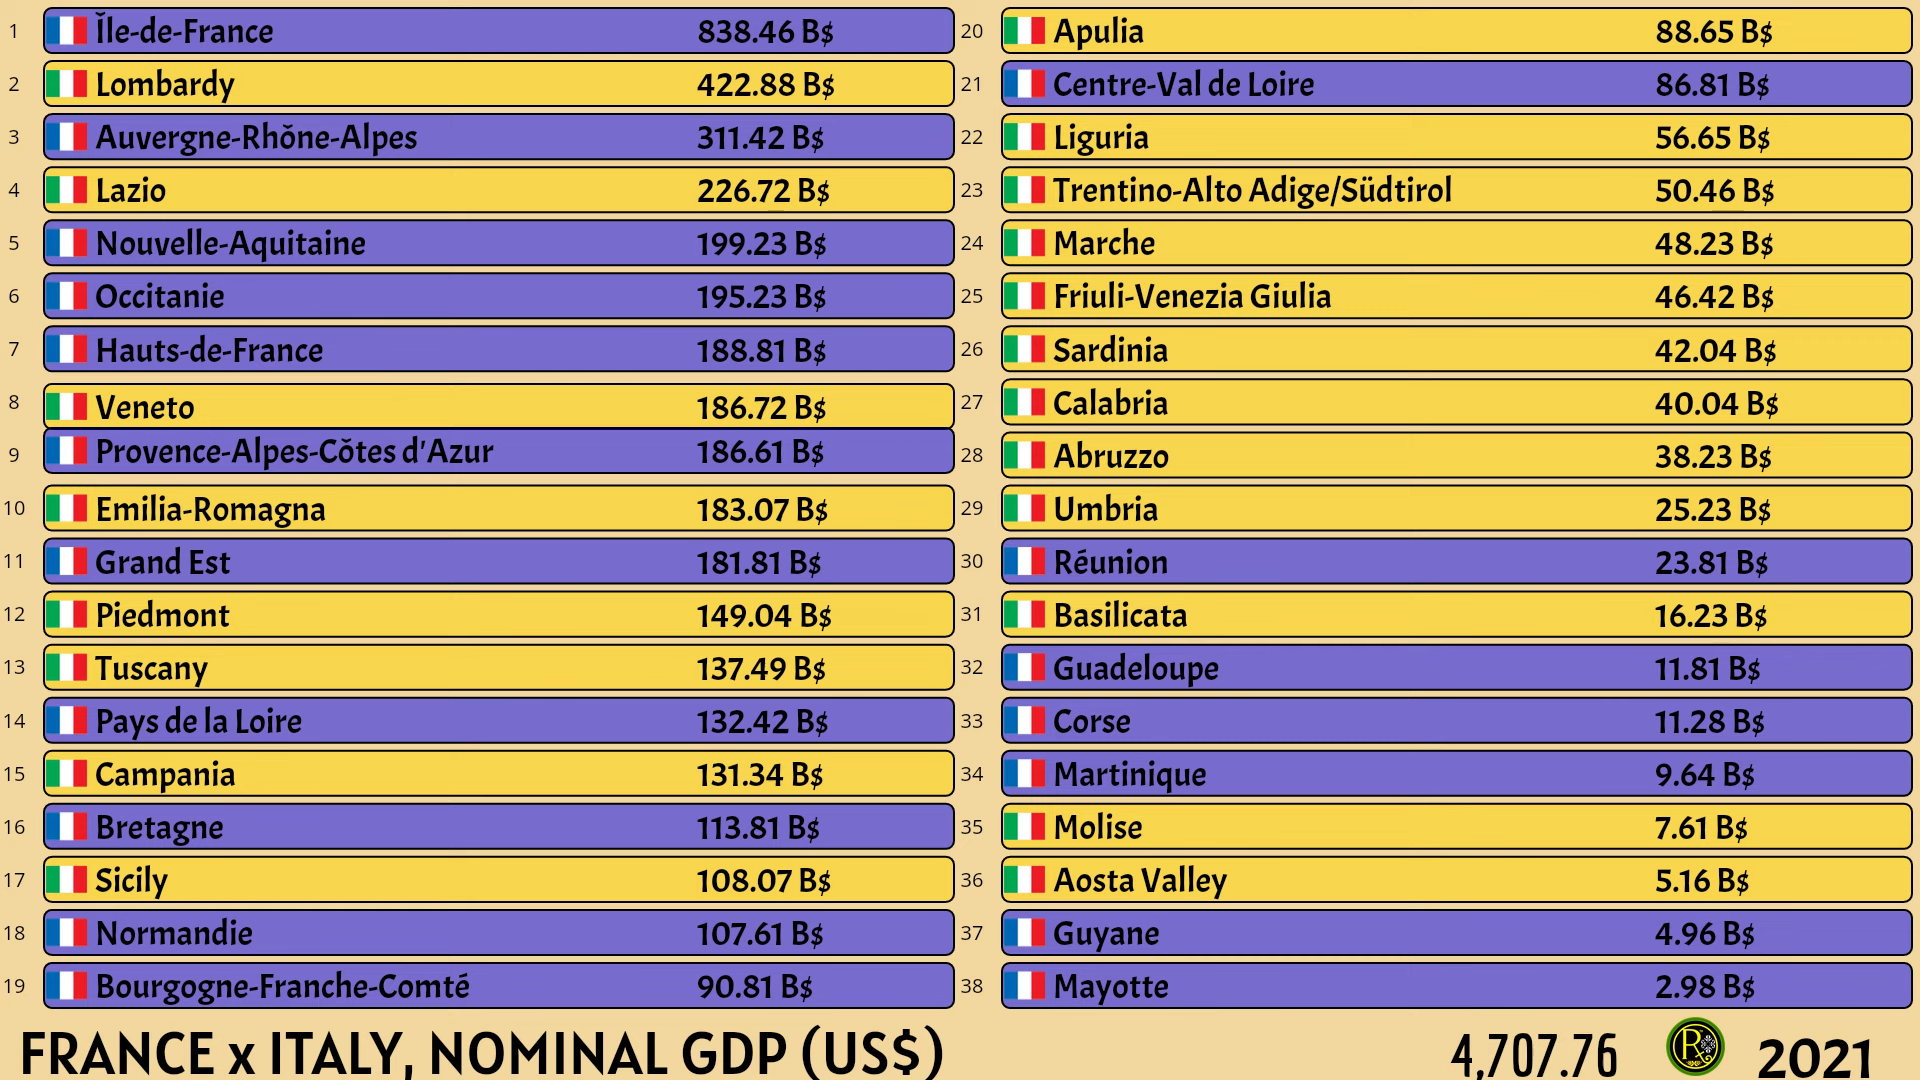 1 Île-de-France 838.46 B$
2 Lombardy 422.88 B$
3 Auvergne-Rhône-Alpes 311.42 B$
4 Lazio 226.72 B$
5 Nouvelle-Aquitaine 199.23 B$
6 Occitanie 195.23 B$
7 Hauts-de-France 188.81 B$
8 Veneto 186.72 B$
9 Provence-Alpes-Côtes d'Azur 186.61 B$
10 Emilia-Romagna 183.07 B$
11 Grand Est 181.81 B$
12 Piedmont 149.04 B$
13 Tuscany 137.49 B$
14 Pays de la Loire 132.42 B$
15 Campania 131.34 B$
16 Bretagne 113.81 B$
17 Sicily 108.07 B$
18 Normandie 107.61 B$
19 Bourgogne-Franche-Comté 90.81 B$
20 Apulia 88.65 B$
21 Centre-Val de Loire 86.81 B$
22 Liguria 56.65 B$
23 Trentino-Alto Adige/Südtirol 50.46 B$
24 Marche 48.23 B$
25 Friuli-Venezia Giulia 46.42 B$
26 Sardinia 42.04 B$
27 Calabria 40.04 B$
28 Abruzzo 38.23 B$
29 Umbria 25.23 B$
30 Réunion 23.81 B$
31 Basilicata 16.23 B$
32 Guadeloupe 11.81 B$
33 Corse 11.28 B$
34 Martinique 9.64 B$
35 Molise 7.61 B$
36 Aosta Valley 5.16 B$
37 Guyane 4.96 B$
38 Mayotte 2.98 B$
FRANCE x ITALY, NOMINAL GDP (US$) 4,707.76 2021